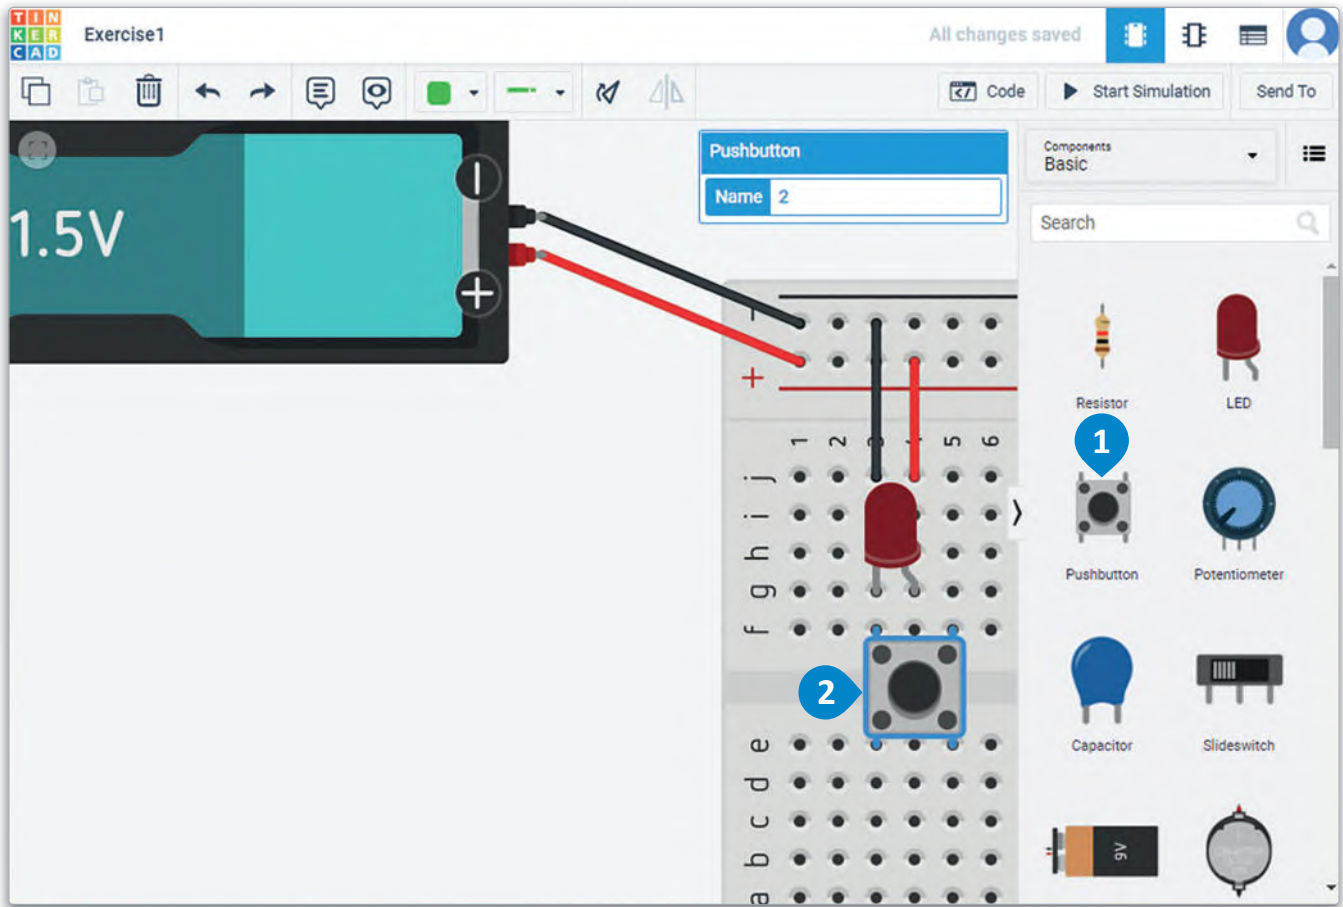 TIN
KER
CAD
Exercise1
All changes saved
Code
Start Simulation
Send To
1.5V
Pushbutton
Name 2
Components
Basic
Search
Resistor
LED
1
Pushbutton
Potentiometer
Capacitor
Slideswitch
9V
2
− +
1 2 3 4 5 6
j
i
h
g
f
e
d
c
b
a